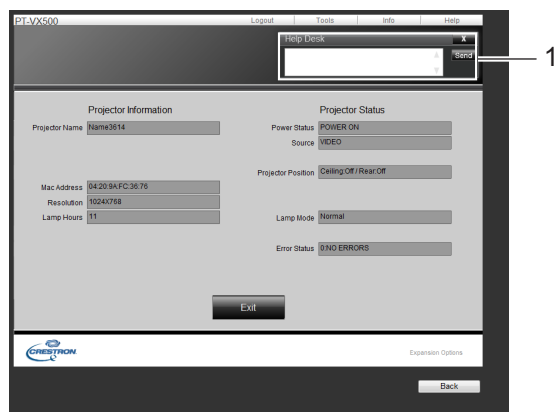 PT-VX500 Logout Tools Info Help
Help Desk X
Send
1
Projector Information
Projector Name Name3614
Mac Address 04:20:9A:FC:36:76
Resolution 1024X768
Lamp Hours 11
Projector Status
Power Status POWER ON
Source VIDEO
Projector Position Ceiling:Off / Rear:Off
Lamp Mode Normal
Error Status 0:NO ERRORS
Exit
CRESTRON
Expansion Options
Back